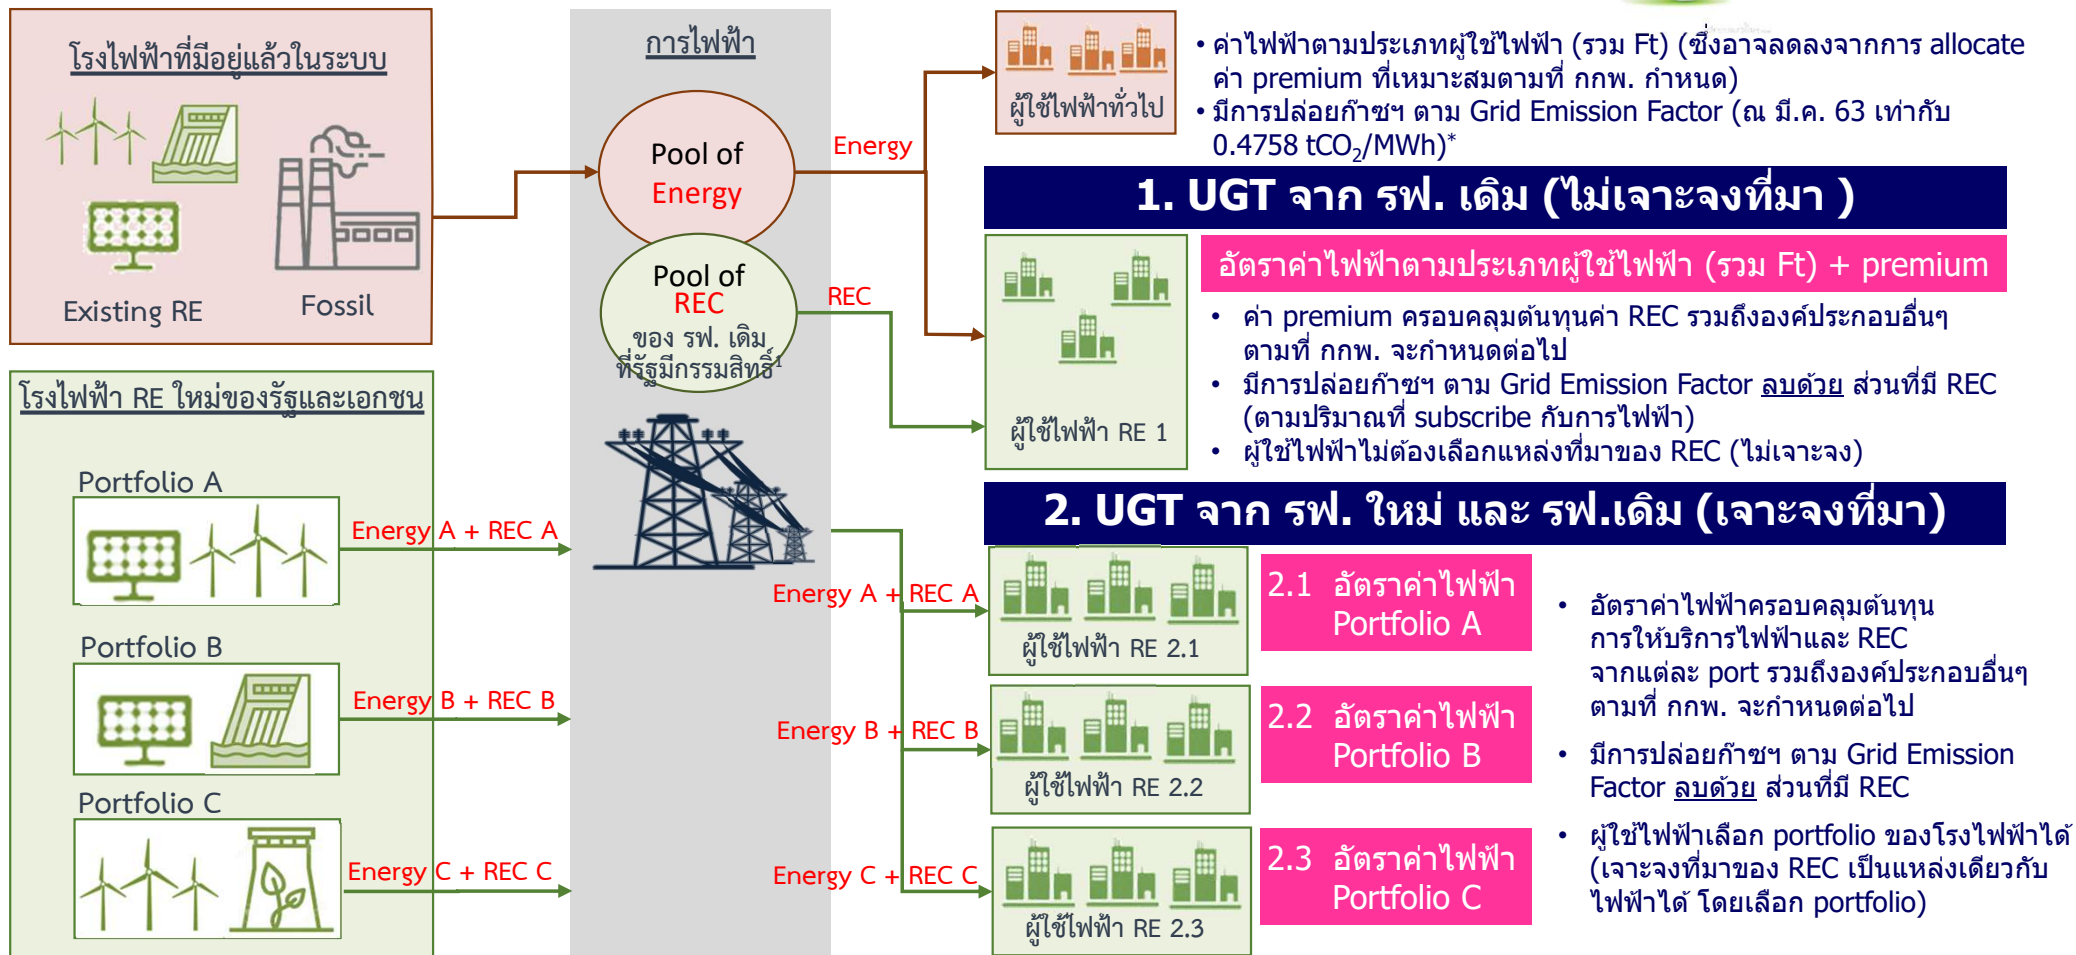 โรงไฟฟ้าที่มีอยู่แล้วในระบบ
Existing RE
Fossil
โรงไฟฟ้า RE ใหม่ของรัฐและเอกชน
Portfolio A
Energy A + REC A
Portfolio B
Energy B + REC B
Portfolio C
Energy C + REC C
การไฟฟ้า
Pool of
Energy
Pool of
REC
ของ รฟ. เดิม
ที่รัฐมีกรรมสิทธิ์¹
Energy
REC
Energy A + REC A
Energy B + REC B
Energy C + REC C
ผู้ใช้ไฟฟ้าทั่วไป
• ค่าไฟฟ้าตามประเภทผู้ใช้ไฟฟ้า (รวม Ft) (ซึ่งอาจลดลงจากการ allocate
ค่า premium ที่เหมาะสมตามที่ กกพ. กำหนด)
• มีการปล่อยก๊าซฯ ตาม Grid Emission Factor (ณ มี.ค. 63 เท่ากับ
0.4758 tCO₂/MWh)*
1. UGT จาก รฟ. เดิม (ไม่เจาะจงที่มา )
ผู้ใช้ไฟฟ้า RE 1
อัตราค่าไฟฟ้าตามประเภทผู้ใช้ไฟฟ้า (รวม Ft) + premium
• ค่า premium ครอบคลุมต้นทุนค่า REC รวมถึงองค์ประกอบอื่นๆ
ตามที่ กกพ. จะกำหนดต่อไป
• มีการปล่อยก๊าซฯ ตาม Grid Emission Factor ลบด้วย ส่วนที่มี REC
(ตามปริมาณที่ subscribe กับการไฟฟ้า)
• ผู้ใช้ไฟฟ้าไม่ต้องเลือกแหล่งที่มาของ REC (ไม่เจาะจง)
2. UGT จาก รฟ. ใหม่ และ รฟ.เดิม (เจาะจงที่มา)
ผู้ใช้ไฟฟ้า RE 2.1
2.1 อัตราค่าไฟฟ้า
Portfolio A
ผู้ใช้ไฟฟ้า RE 2.2
2.2 อัตราค่าไฟฟ้า
Portfolio B
ผู้ใช้ไฟฟ้า RE 2.3
2.3 อัตราค่าไฟฟ้า
Portfolio C
• อัตราค่าไฟฟ้าครอบคลุมต้นทุน
การให้บริการไฟฟ้าและ REC
จากแต่ละ port รวมถึงองค์ประกอบอื่นๆ
ตามที่ กกพ. จะกำหนดต่อไป
• มีการปล่อยก๊าซฯ ตาม Grid Emission
Factor ลบด้วย ส่วนที่มี REC
• ผู้ใช้ไฟฟ้าเลือก portfolio ของโรงไฟฟ้าได้
(เจาะจงที่มาของ REC เป็นแหล่งเดียวกับ
ไฟฟ้าได้ โดยเลือก portfolio)